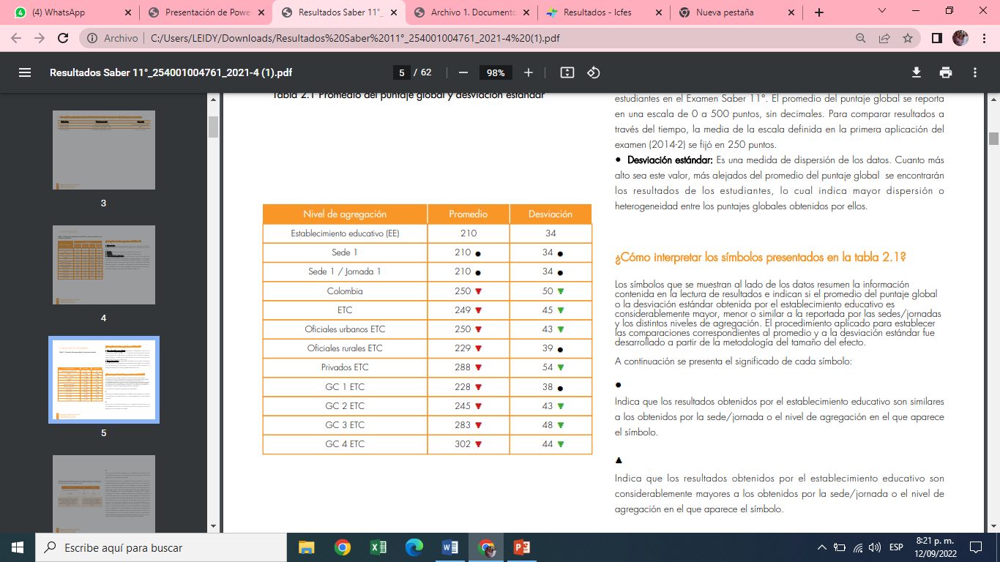 (4) WhatsApp
Presentación de Powe
Resultados Saber 11°_
Archivo 1. Documento
Resultados - Icfes
Nueva pestaña
Archivo
C:/Users/LEIDY/Downloads/Resultados%20Saber%2011°_254001004761_2021-4%20(1).pdf
Resultados Saber 11°_254001004761_2021-4 (1).pdf
5 / 62
98%
3
4
5
Tabla 2.1 Promedio del puntaje global y desviación estándar
Nivel de agregación Promedio Desviación
Establecimiento educativo (EE) 210 34
Sede 1 210 ● 34 ●
Sede 1 / Jornada 1 210 ● 34 ●
Colombia 250 34 50
ETC 249 45
Oficiales urbanos ETC 250 43
Oficiales rurales ETC 229 39 ●
Privados ETC 288 54
GC 1 ETC 228 38 ●
GC 2 ETC 245 43
GC 3 ETC 283 48
GC 4 ETC 302 44
estudiantes en el Examen Saber 11°. El promedio del puntaje global se reporta
en una escala de 0 a 500 puntos, sin decimales. Para comparar resultados a
través del tiempo, la media de la escala definida en la primera aplicación del
examen (2014-2) se fijó en 250 puntos.
● Desviación estándar: Es una medida de dispersión de los datos. Cuanto más
alto sea este valor, más alejados del promedio del puntaje global se encontrarán
los resultados de los estudiantes, lo cual indica mayor dispersión o
heterogeneidad entre los puntajes globales obtenidos por ellos.
¿Cómo interpretar los símbolos presentados en la tabla 2.1?
Los símbolos que se muestran al lado de los datos resumen la información
contenida en la lectura de resultados e indican si el promedio del puntaje global
o la desviación estándar obtenida por el establecimiento educativo es
considerablemente mayor, menor o similar a la reportada por las sedes/jornadas
y los distintos niveles de agregación. El procedimiento aplicado para establecer
las comparaciones correspondientes al promedio y a la desviación estándar fue
desarrollado a partir de la metodología del tamaño del efecto.
A continuación se presenta el significado de cada símbolo:
Indica que los resultados obtenidos por el establecimiento educativo son similares
a los obtenidos por la sede/jornada o el nivel de agregación en el que aparece
el símbolo.
Indica que los resultados obtenidos por el establecimiento educativo son
considerablemente mayores a los obtenidos por la sede/jornada o el nivel de
agregación en el que aparece el símbolo.
Escribe aquí para buscar
ESP
8:21 p. m.
12/09/2022